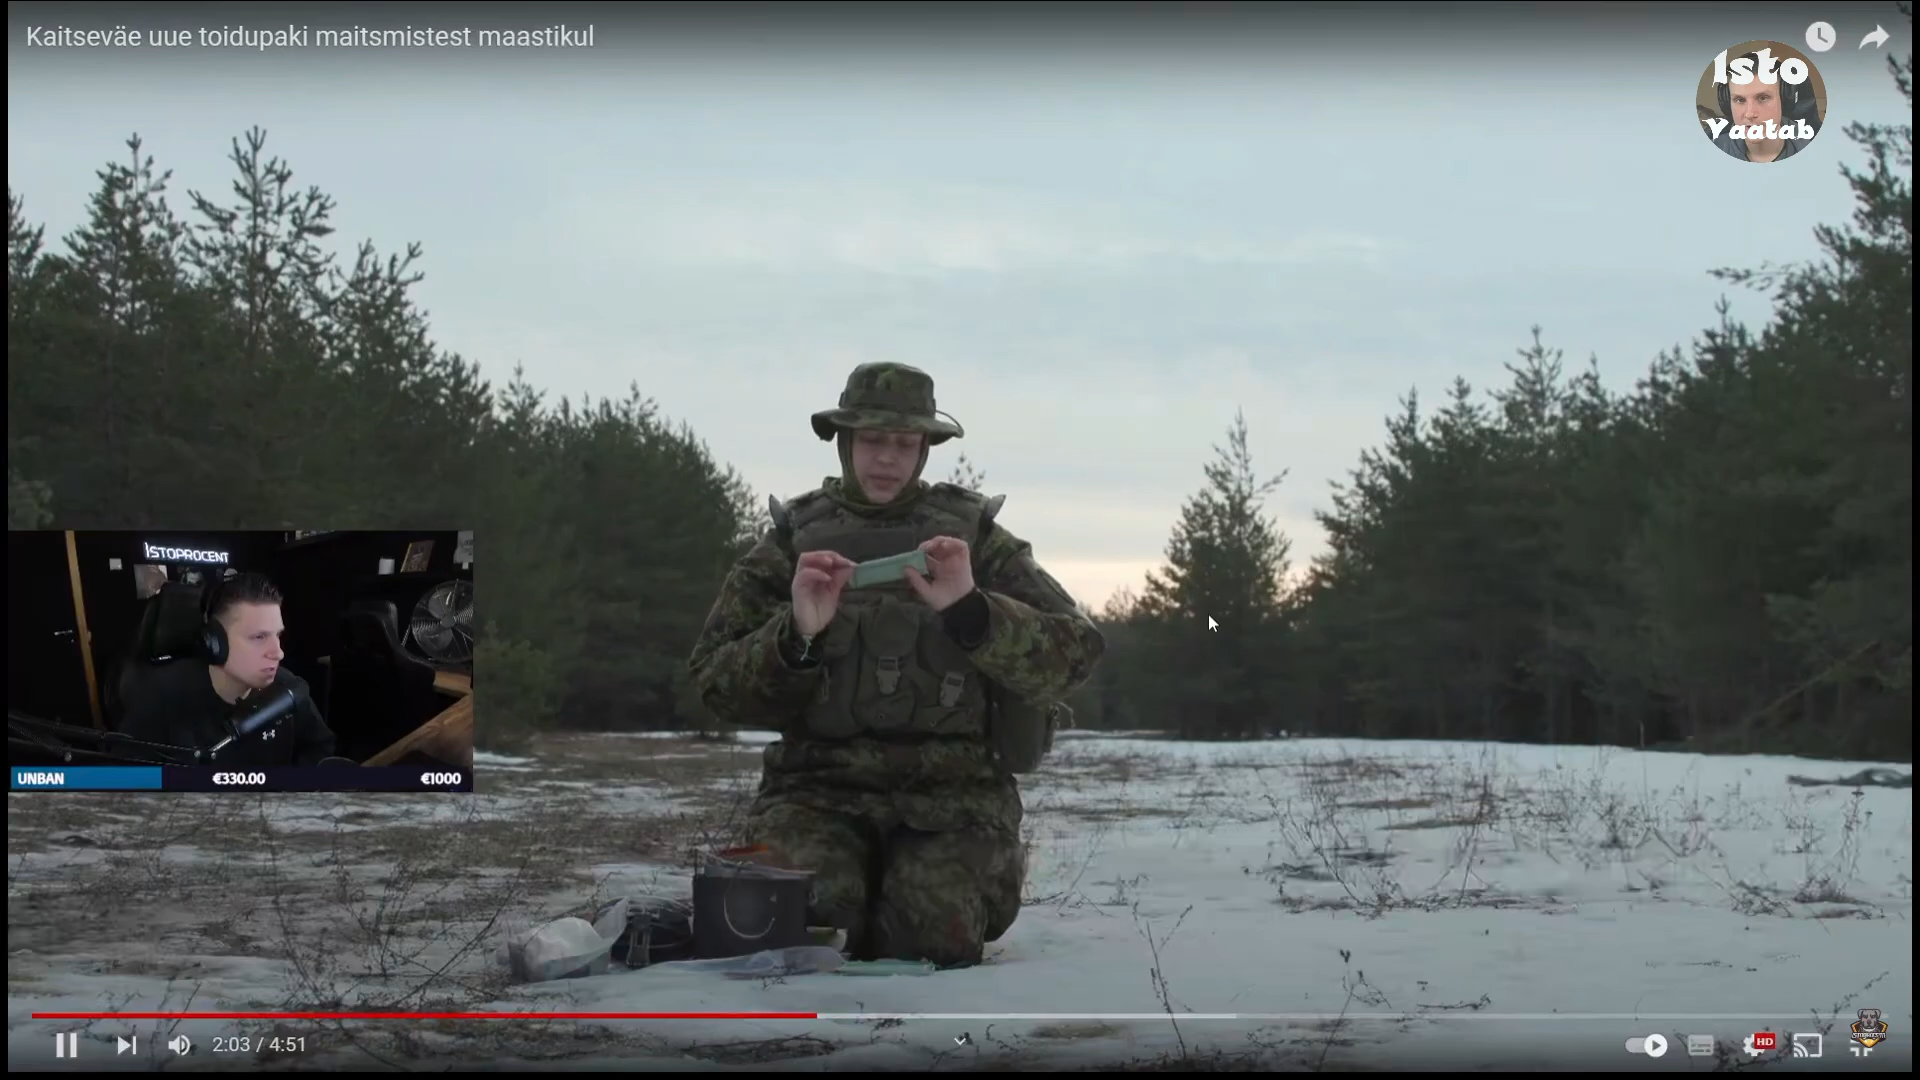 Kaitseväe uue toidupaki maitsmistest maastikul
Isto
Vaatab
ISTOPROCENT
UNBAN €330.00 €1000
2:03 / 4:51
HD